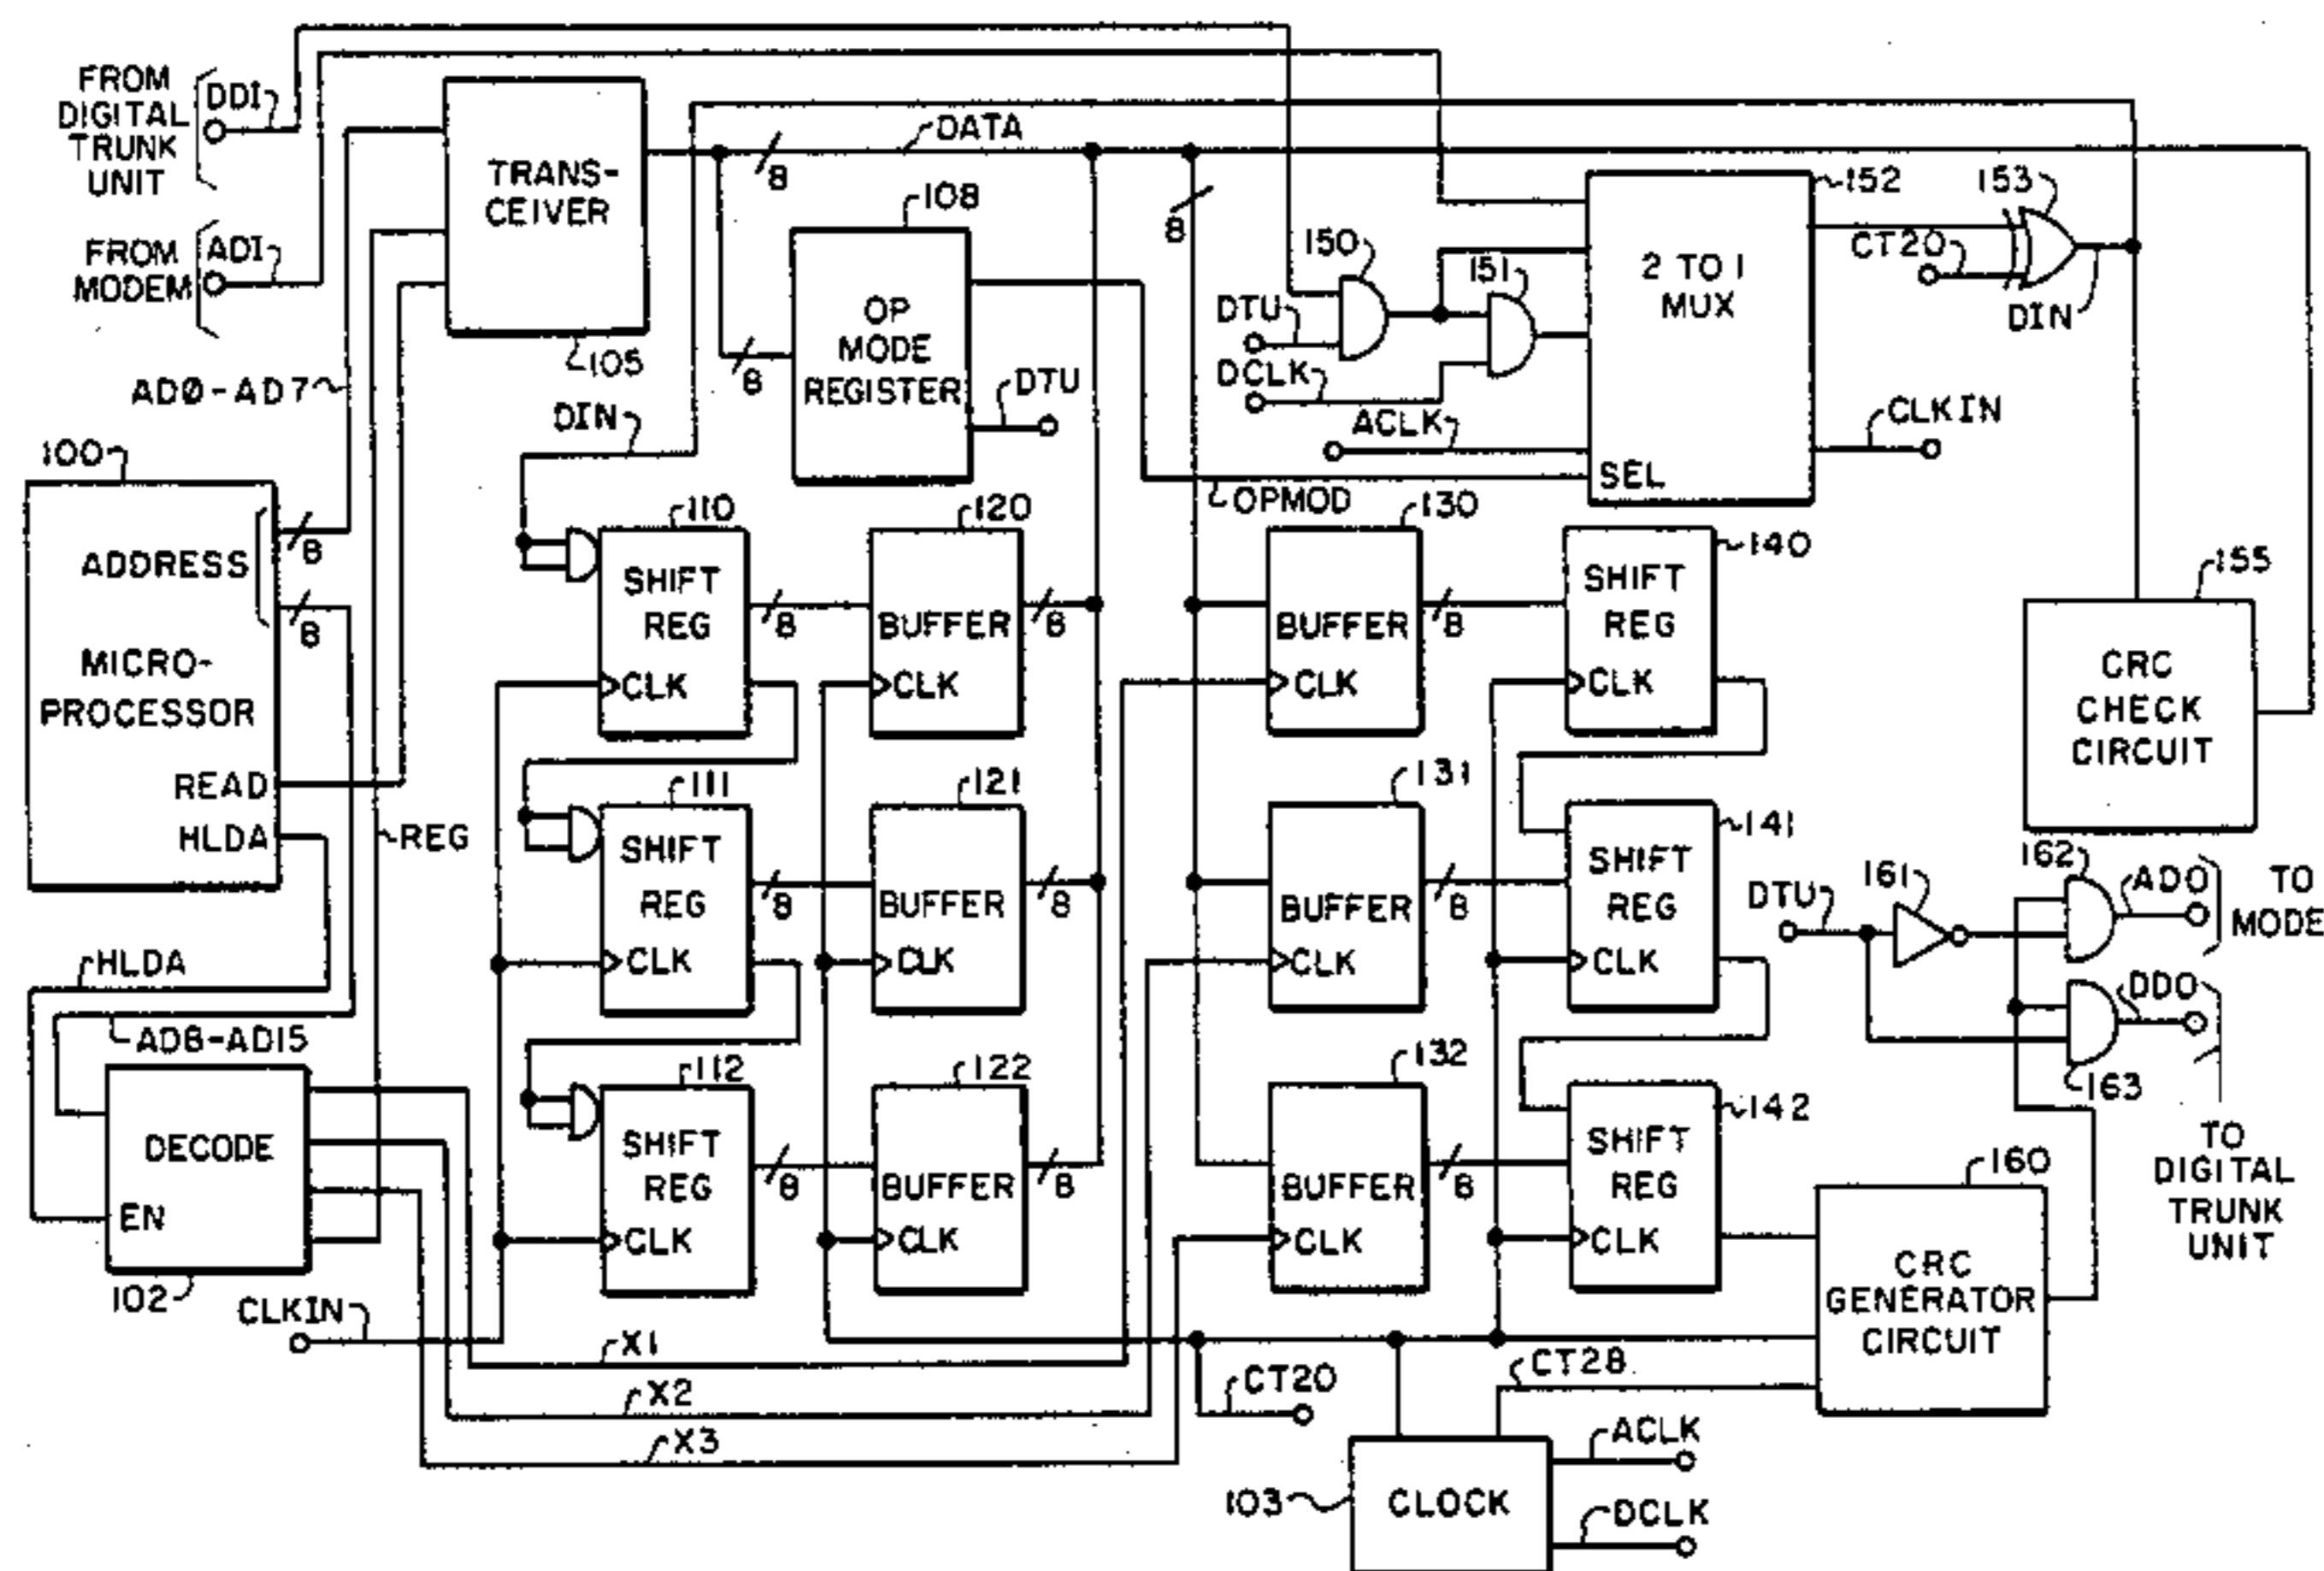 FROM
DIGITAL
TRUNK
UNIT
DDI
FROM
MODEM
ADI
TRANS-
CEIVER
105
DATA
8
8
8
108
OP
MODE
REGISTER
DTU
AD0-AD7
DIN
150
DTU
DCLK
151
ACLK
OPMOD
2 TO 1
MUX
SEL
152
153
CT20
DIN
CLKIN
100
ADDRESS
8
8
MICRO-
PROCESSOR
READ
HLDA
REG
HLDA
AD8-AD15
DECODE
EN
102
CLKIN
110
SHIFT
REG
CLK
8
120
BUFFER
CLK
8
130
BUFFER
CLK
8
140
SHIFT
REG
CLK
155
CRC
CHECK
CIRCUIT
111
SHIFT
REG
CLK
8
121
BUFFER
CLK
8
131
BUFFER
CLK
8
141
SHIFT
REG
CLK
DTU
161
162
ADO
TO
MODE
DDO
163
TO
DIGITAL
TRUNK
UNIT
112
SHIFT
REG
CLK
8
122
BUFFER
CLK
8
132
BUFFER
CLK
8
142
SHIFT
REG
CLK
160
CRC
GENERATOR
CIRCUIT
X1
X2
X3
CT20
CT28
103
CLOCK
ACLK
DCLK